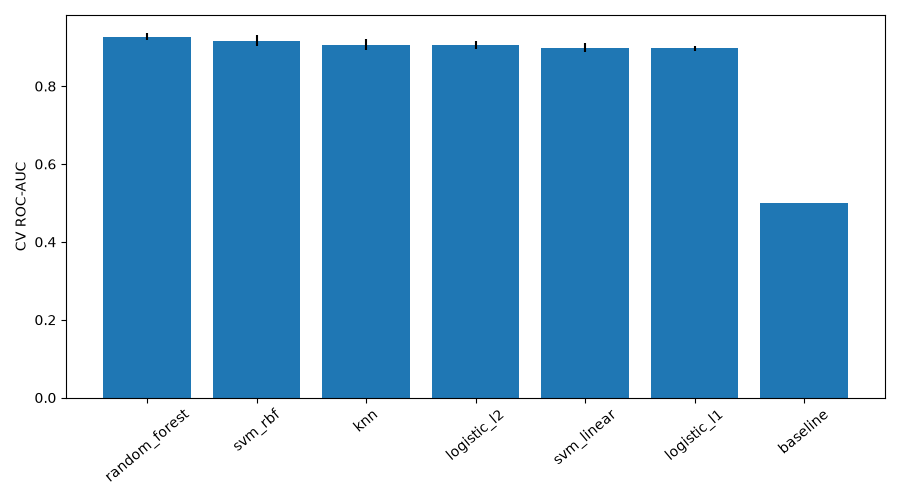 CV ROC-AUC
0.8
0.6
0.4
0.2
0.0
random_forest
svm_rbf
knn
logistic_l2
svm_linear
logistic_l1
baseline